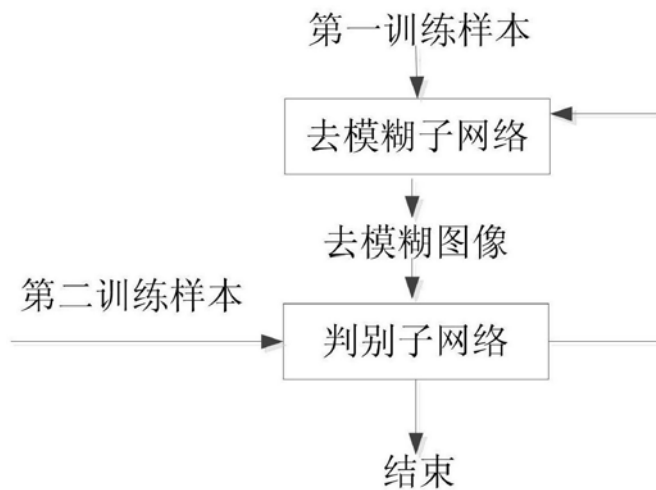 第一训练样本
去模糊子网络
去模糊图像
第二训练样本
判别子网络
结束